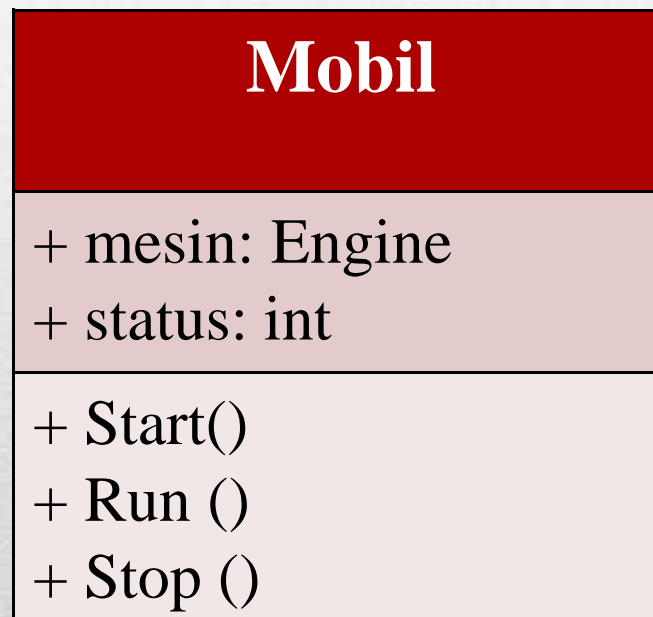 Mobil
+ mesin: Engine
+ status: int
+ Start()
+ Run ()
+ Stop ()